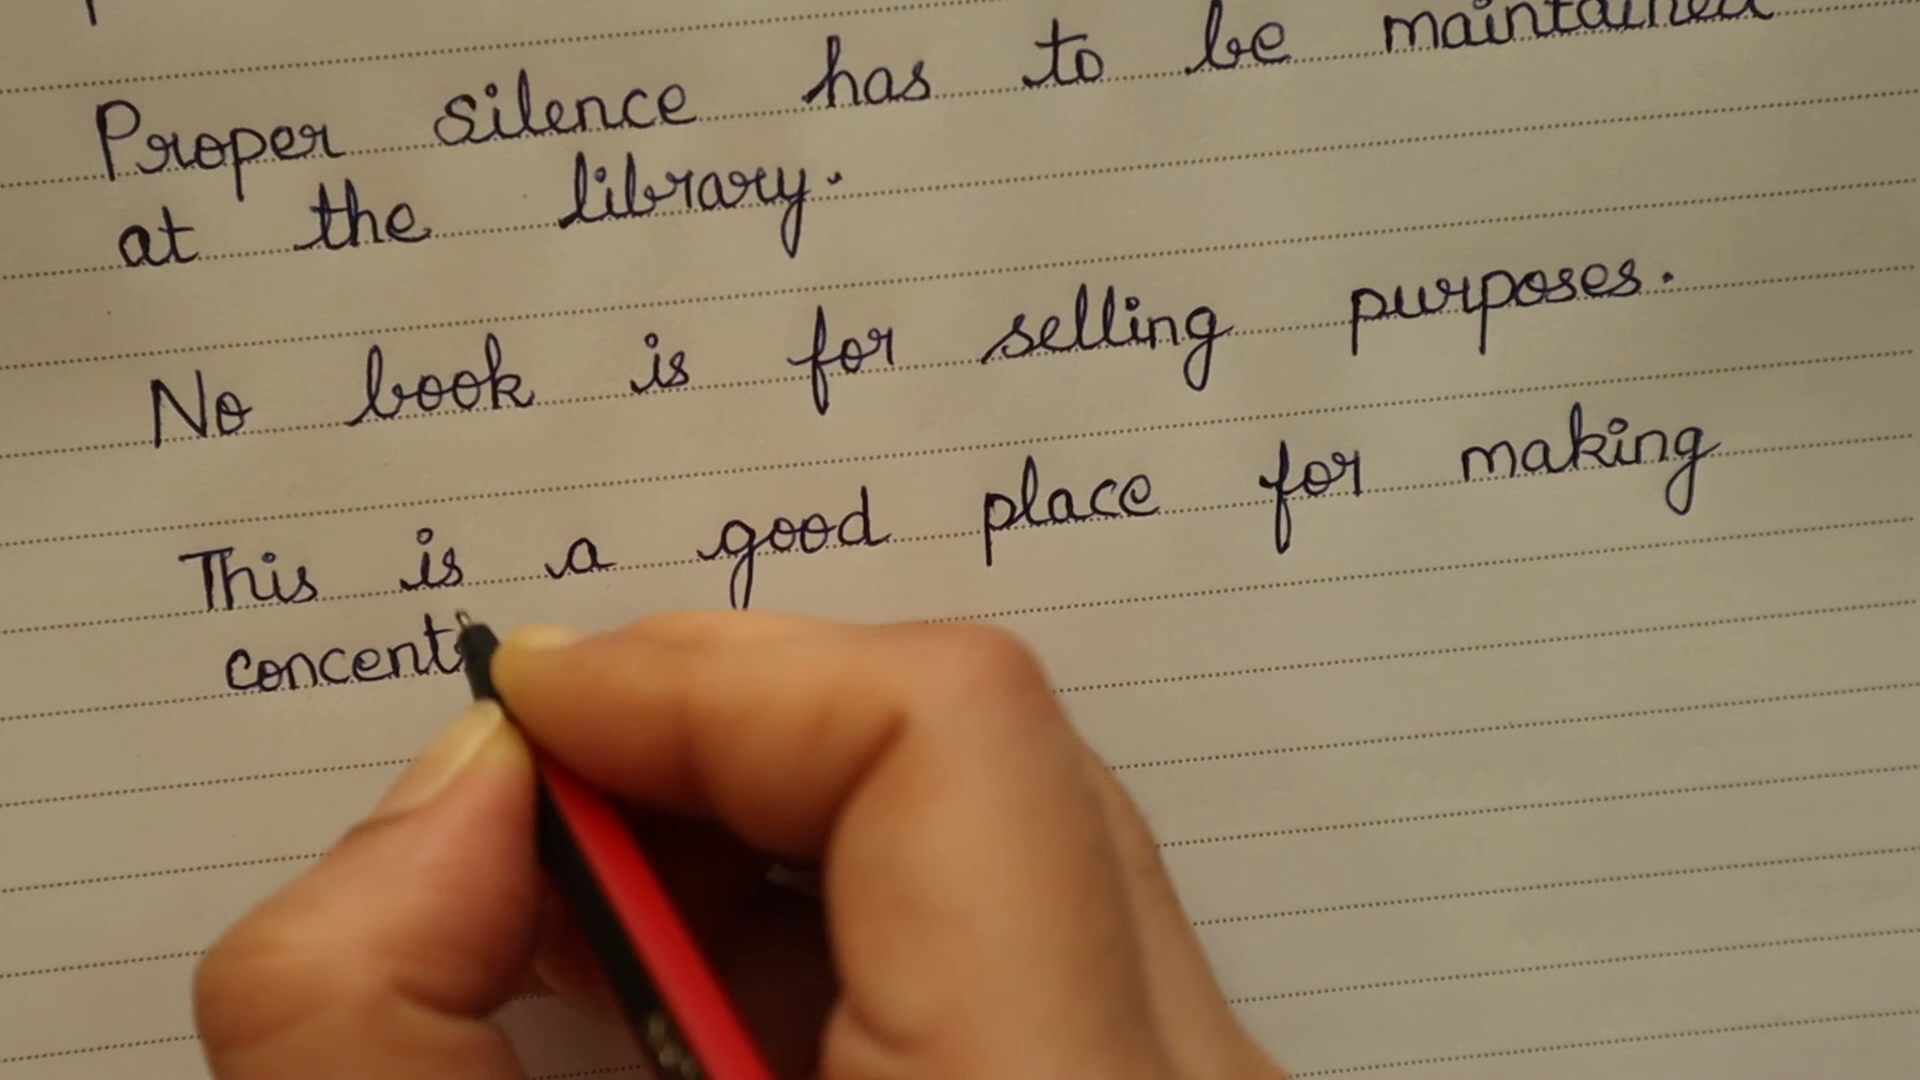 Proper silence has to be maintained
at the library.
No book is for selling purposes.
This is a good place for making
concent